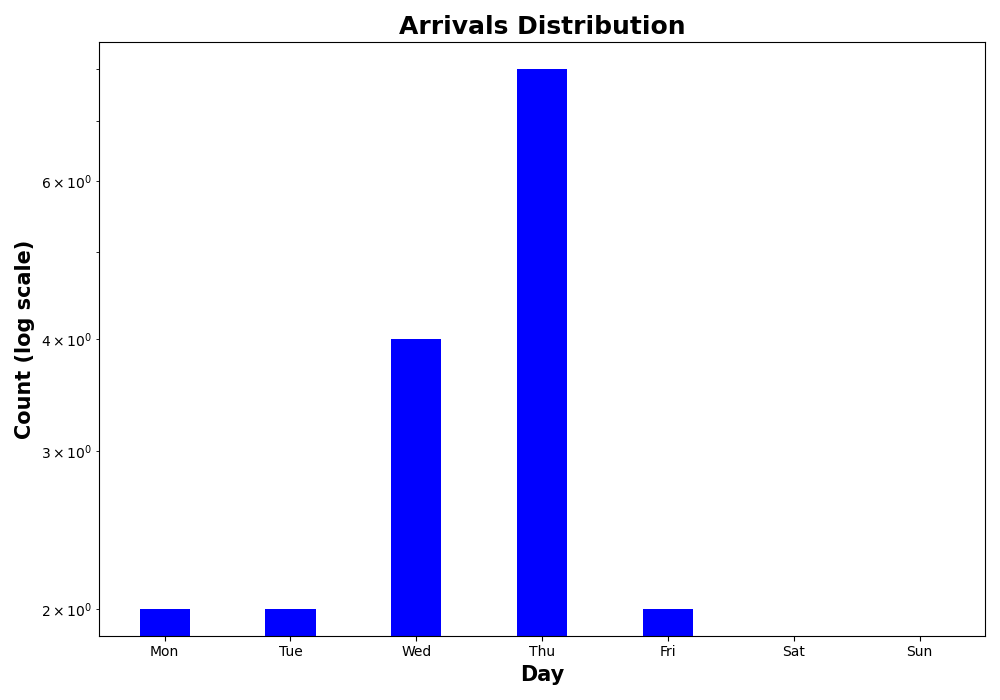 Arrivals Distribution
Count (log scale)
6 × 10⁰
4 × 10⁰
3 × 10⁰
2 × 10⁰
Mon Tue Wed Thu Fri Sat Sun
Day